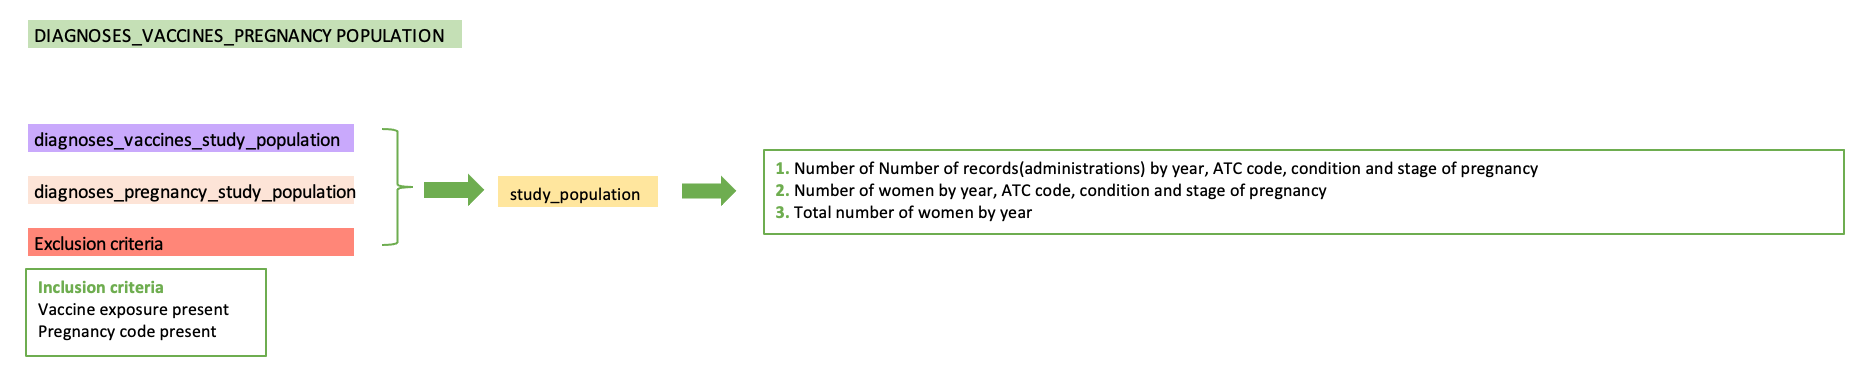 DIAGNOSES_VACCINES_PREGNANCY POPULATION
diagnoses_vaccines_study_population
diagnoses_pregnancy_study_population
Exclusion criteria
Inclusion criteria
Vaccine exposure present
Pregnancy code present
study_population
1. Number of Number of records(administrations) by year, ATC code, condition and stage of pregnancy
2. Number of women by year, ATC code, condition and stage of pregnancy
3. Total number of women by year